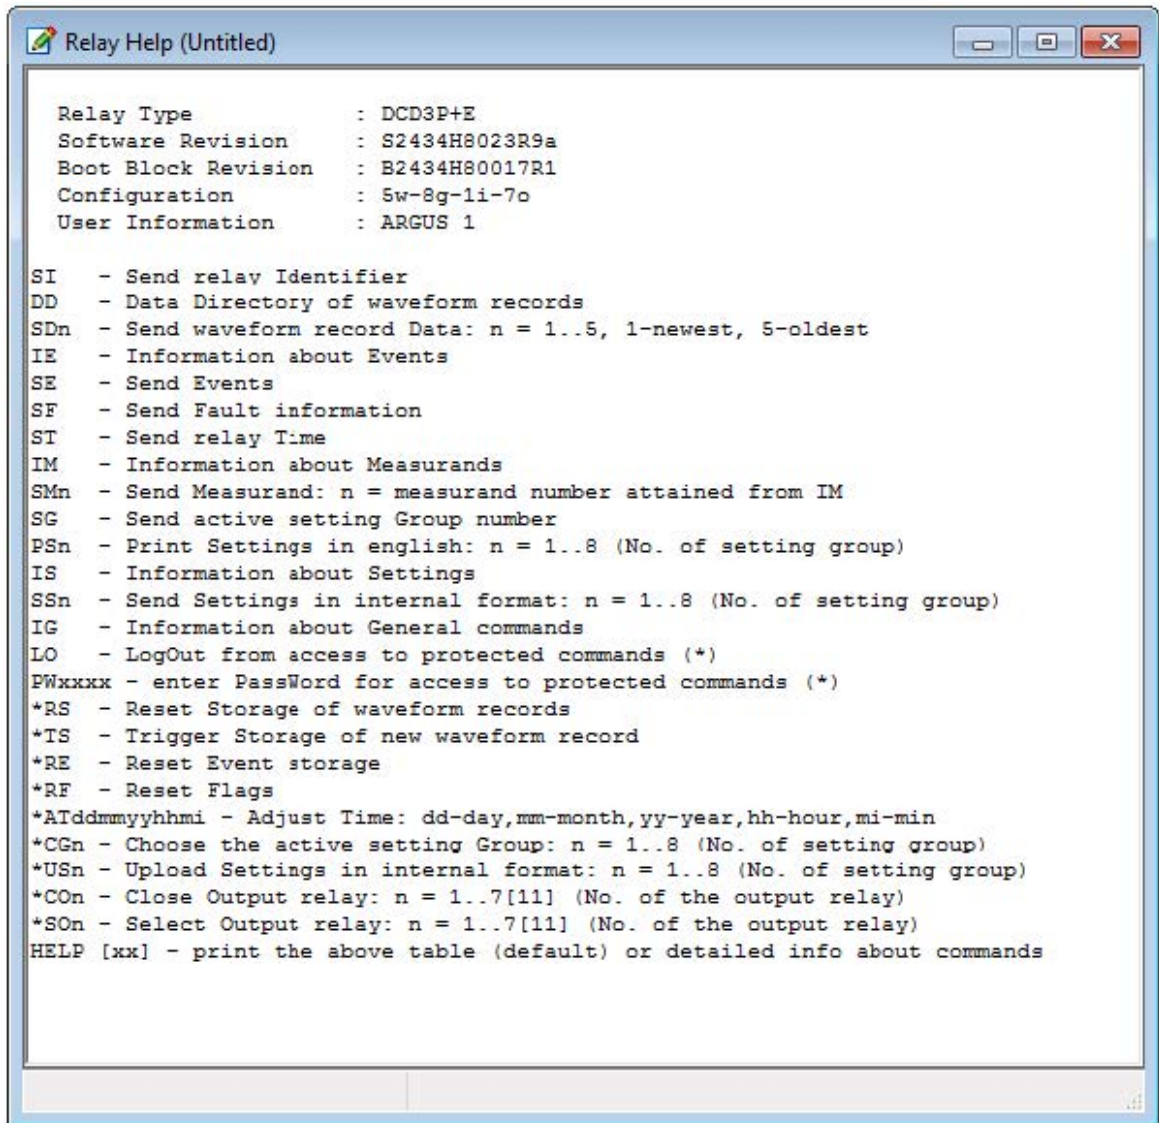 Relay Help (Untitled)
Relay Type : DCD3P+E
Software Revision : S2434H8023R9a
Boot Block Revision : B2434H80017R1
Configuration : 5w-8g-1i-7o
User Information : ARGUS 1
SI - Send relay Identifier
DD - Data Directory of waveform records
SDn - Send waveform record Data: n = 1..5, 1-newest, 5-oldest
IE - Information about Events
SE - Send Events
SF - Send Fault information
ST - Send relay Time
IM - Information about Measurands
SMn - Send Measurand: n = measurand number attained from IM
SG - Send active setting Group number
PSn - Print Settings in english: n = 1..8 (No. of setting group)
IS - Information about Settings
SSn - Send Settings in internal format: n = 1..8 (No. of setting group)
IG - Information about General commands
LO - LogOut from access to protected commands (*)
PWxxxx - enter PassWord for access to protected commands (*)
*RS - Reset Storage of waveform records
*TS - Trigger Storage of new waveform record
*RE - Reset Event storage
*RF - Reset Flags
*ATddmmyyhhmi - Adjust Time: dd-day,mm-month,yy-year,hh-hour,mi-min
*CGn - Choose the active setting Group: n = 1..8 (No. of setting group)
*USn - Upload Settings in internal format: n = 1..8 (No. of setting group)
*COn - Close Output relay: n = 1..7[11] (No. of the output relay)
*SOn - Select Output relay: n = 1..7[11] (No. of the output relay)
HELP [xx] - print the above table (default) or detailed info about commands